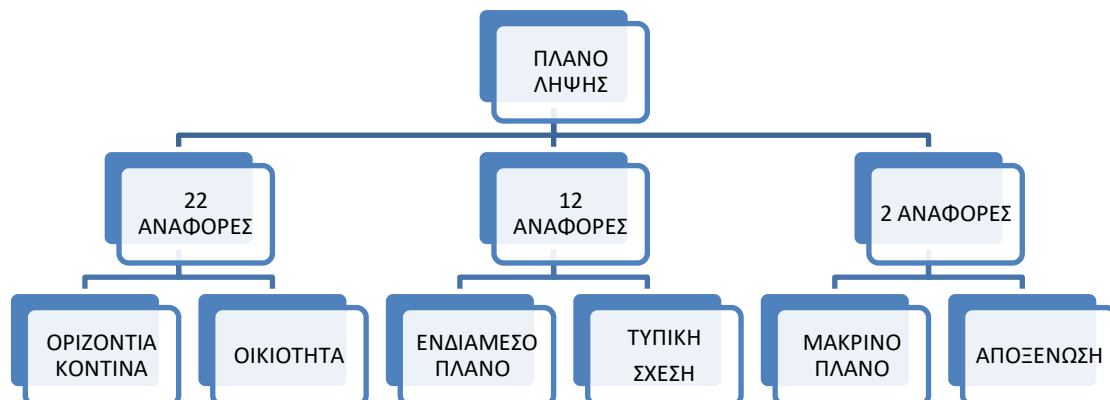 ΠΛΑΝΟ
ΛΗΨΗΣ
22
ΑΝΑΦΟΡΕΣ
12
ΑΝΑΦΟΡΕΣ
2 ΑΝΑΦΟΡΕΣ
ΟΡΙΖΟΝΤΙΑ
ΚΟΝΤΙΝΑ
ΟΙΚΙΟΤΗΤΑ
ΕΝΔΙΑΜΕΣΟ
ΠΛΑΝΟ
ΤΥΠΙΚΗ
ΣΧΕΣΗ
ΜΑΚΡΙΝΟ
ΠΛΑΝΟ
ΑΠΟΞΕΝΩΣΗ